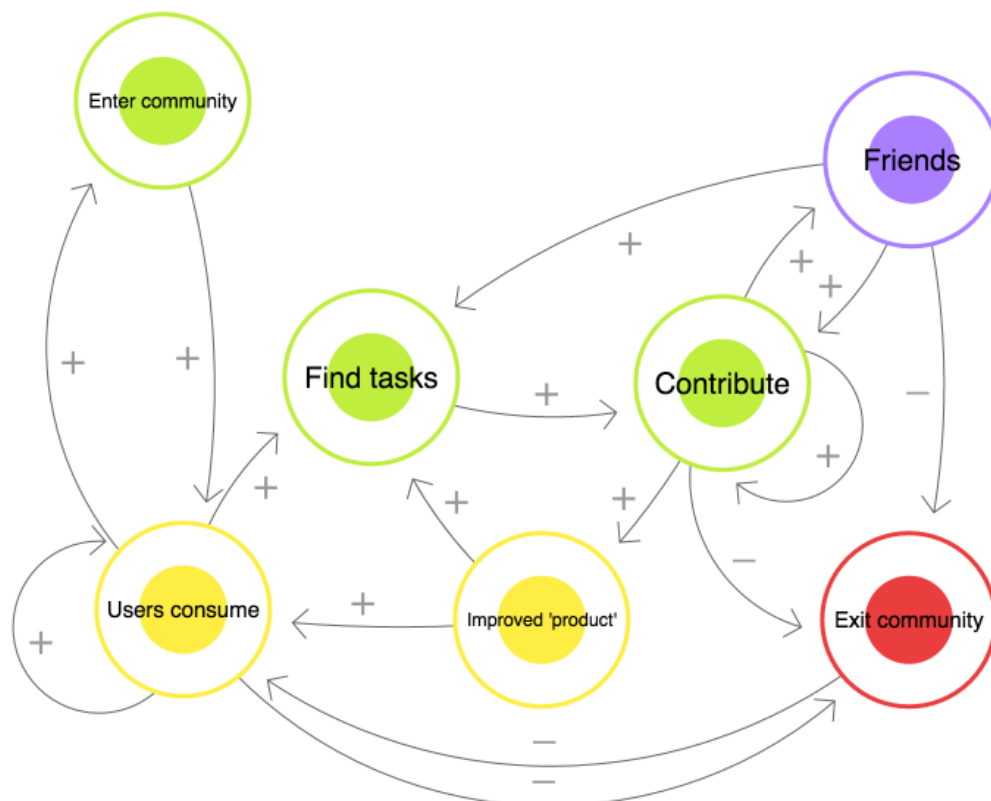 Enter community
Friends
+
+
+
+
+
Find tasks
Contribute
+
−
+
+
+
+
+
−
+
Users consume
Improved 'product'
Exit community
+
−
−